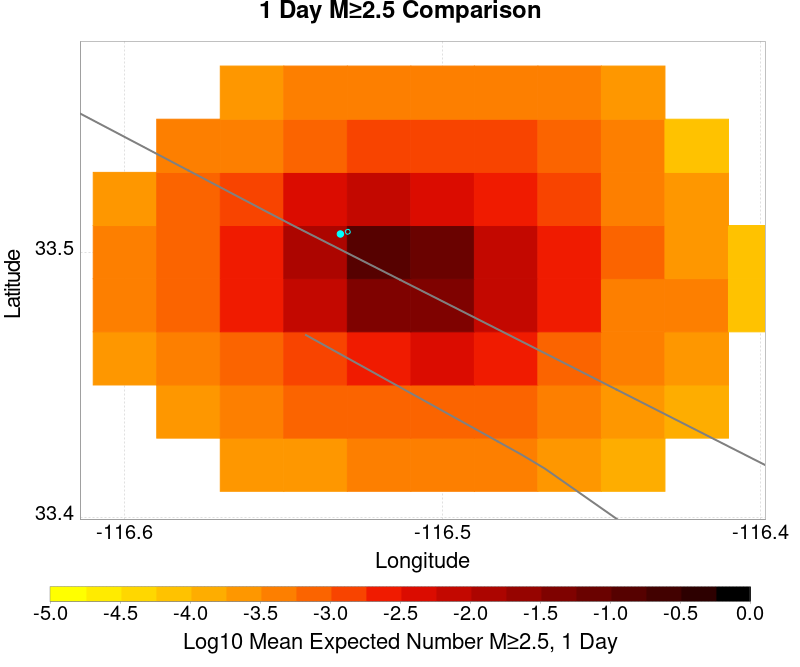 1 Day M≥2.5 Comparison
Latitude
33.5
33.4
-116.6 -116.5 -116.4
Longitude
-5.0 -4.5 -4.0 -3.5 -3.0 -2.5 -2.0 -1.5 -1.0 -0.5 0.0
Log10 Mean Expected Number M≥2.5, 1 Day